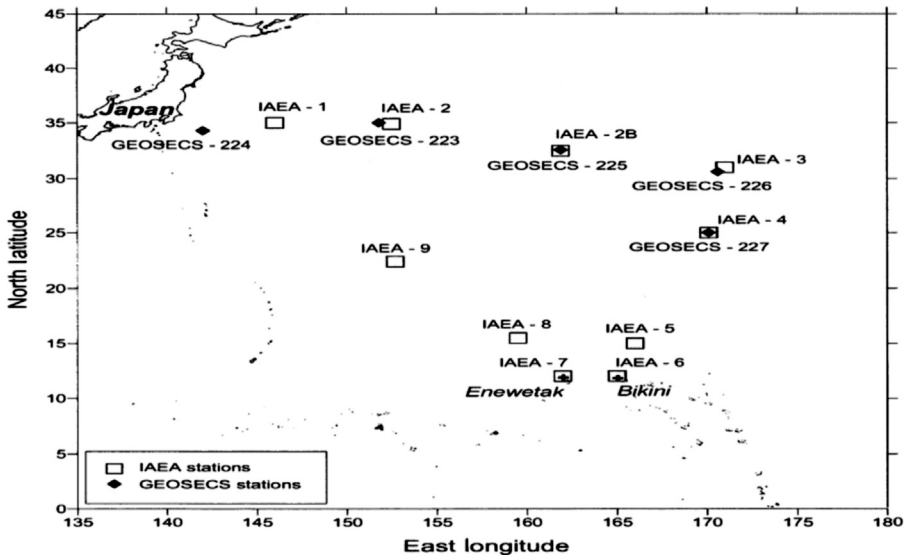 45
40
Japan
IAEA - 1
IAEA - 2
35
GEOSECS - 224
GEOSECS - 223
IAEA - 2B
GEOSECS - 225
IAEA - 3
30
GEOSECS - 226
IAEA - 4
25
GEOSECS - 227
IAEA - 9
20
IAEA - 8
IAEA - 5
15
IAEA - 7
IAEA - 6
Enewetak
Bikini
10
5
IAEA stations
GEOSECS stations
0
135 140 145 150 155 160 165 170 175 180
North latitude
East longitude